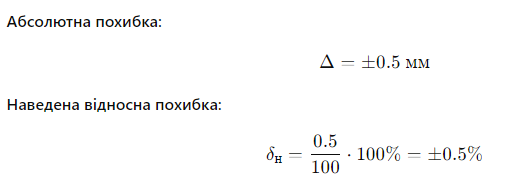 Абсолютна похибка:
Δ = ±0.5 мм
Наведена відносна похибка:
δн = 0.5/100 · 100% = ±0.5%